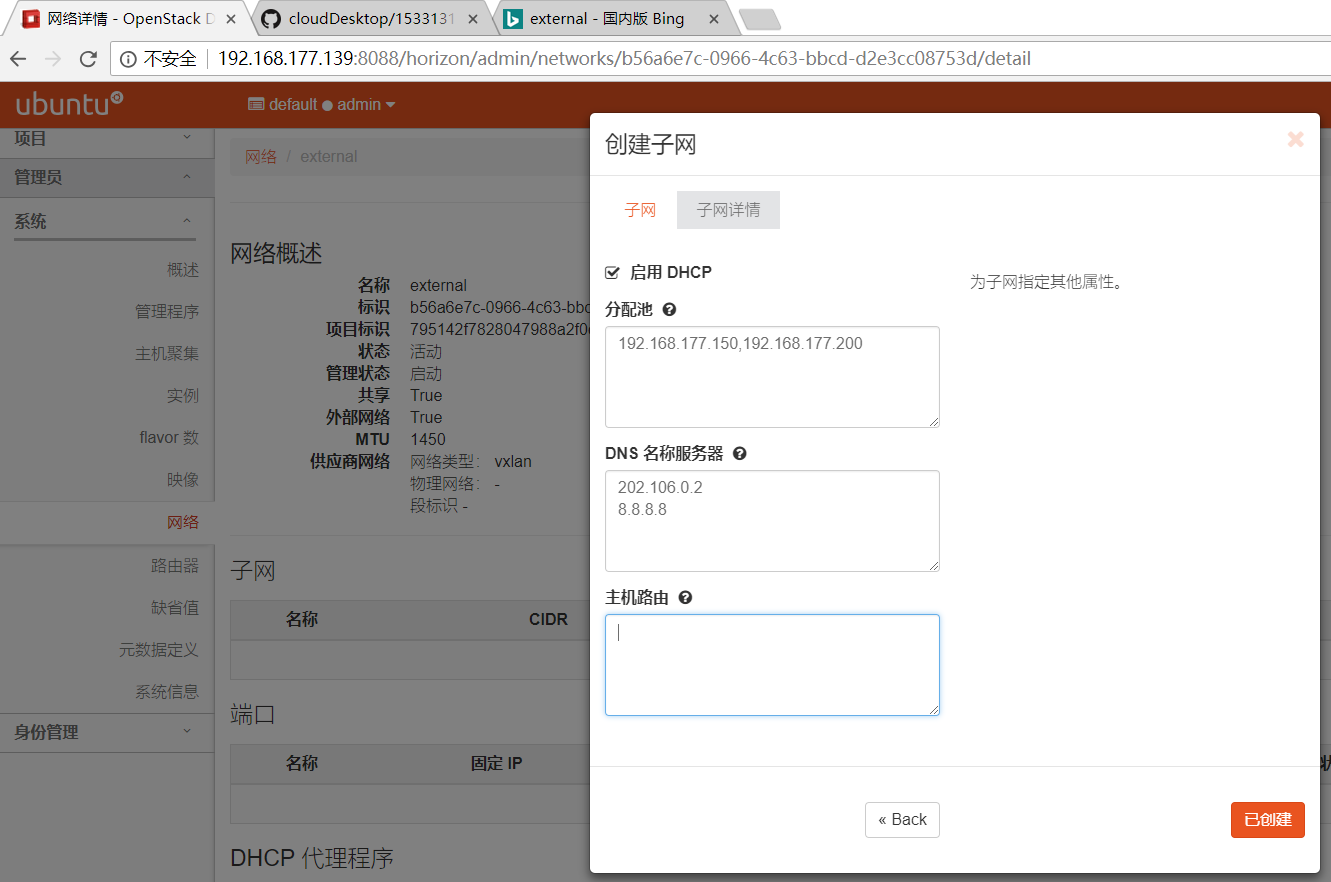 网络详情 - OpenStack D
cloudDesktop/1533131
external - 国内版 Bing
不安全
192.168.177.139:8088/horizon/admin/networks/b56a6e7c-0966-4c63-bbcd-d2e3cc08753d/detail
ubuntu
default admin
项目
管理员
系统
概述
管理程序
主机聚集
实例
flavor 数
映像
网络
路由器
缺省值
元数据定义
系统信息
身份管理
网络 / external
网络概述
名称 external
标识 b56a6e7c-0966-4c63-bbc
项目标识 795142f7828047988a2f0
状态 活动
管理状态 启动
共享 True
外部网络 True
MTU 1450
供应商网络 网络类型: vxlan
物理网络: -
段标识 -
子网
名称 CIDR
端口
名称 固定 IP
DHCP 代理程序
创建子网
子网 子网详情
启用 DHCP
为子网指定其他属性。
分配池
192.168.177.150,192.168.177.200
DNS 名称服务器
202.106.0.2
8.8.8.8
主机路由
« Back
已创建